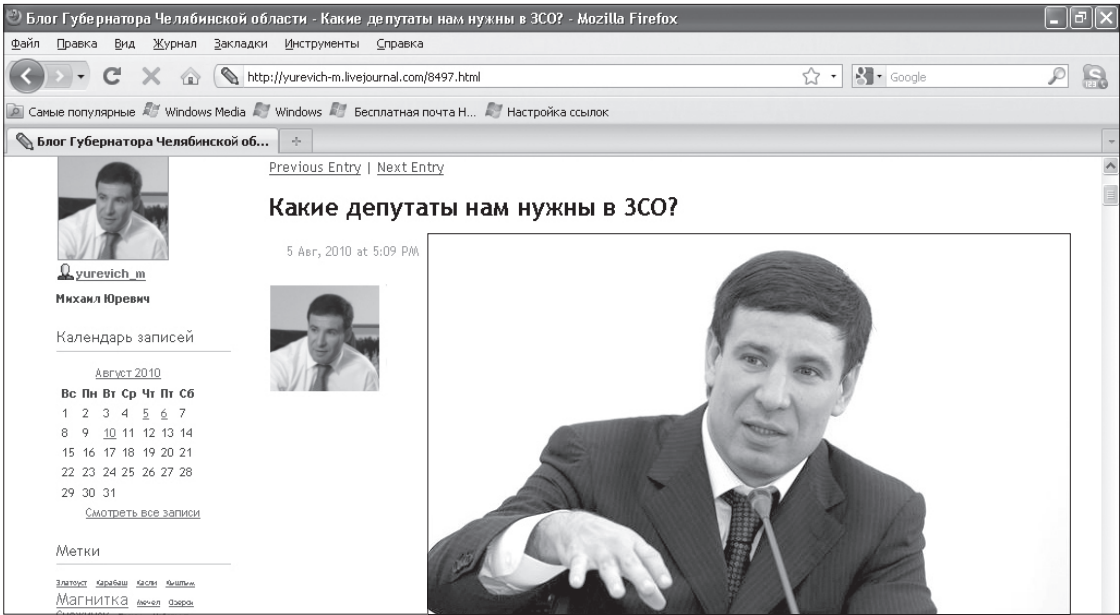 Блог Губернатора Челябинской области - Какие депутаты нам нужны в ЗСО? - Mozilla Firefox
Файл Правка Вид Журнал Закладки Инструменты Справка
http://yurevich-m.livejournal.com/8497.html
Google
Самые популярные Windows Media Windows Бесплатная почта H... Настройка ссылок
Блог Губернатора Челябинской об...
Previous Entry | Next Entry
Какие депутаты нам нужны в ЗСО?
5 Авг, 2010 at 5:09 PM
yurevich_m
Михаил Юревич
Календарь записей
Август 2010
Вс Пн Вт Ср Чт Пт Сб
1 2 3 4 5 6 7
8 9 10 11 12 13 14
15 16 17 18 19 20 21
22 23 24 25 26 27 28
29 30 31
Смотреть все записи
Метки
Златоуст Карабаш Касли Кыштым
Магнитка Мечел Озерск